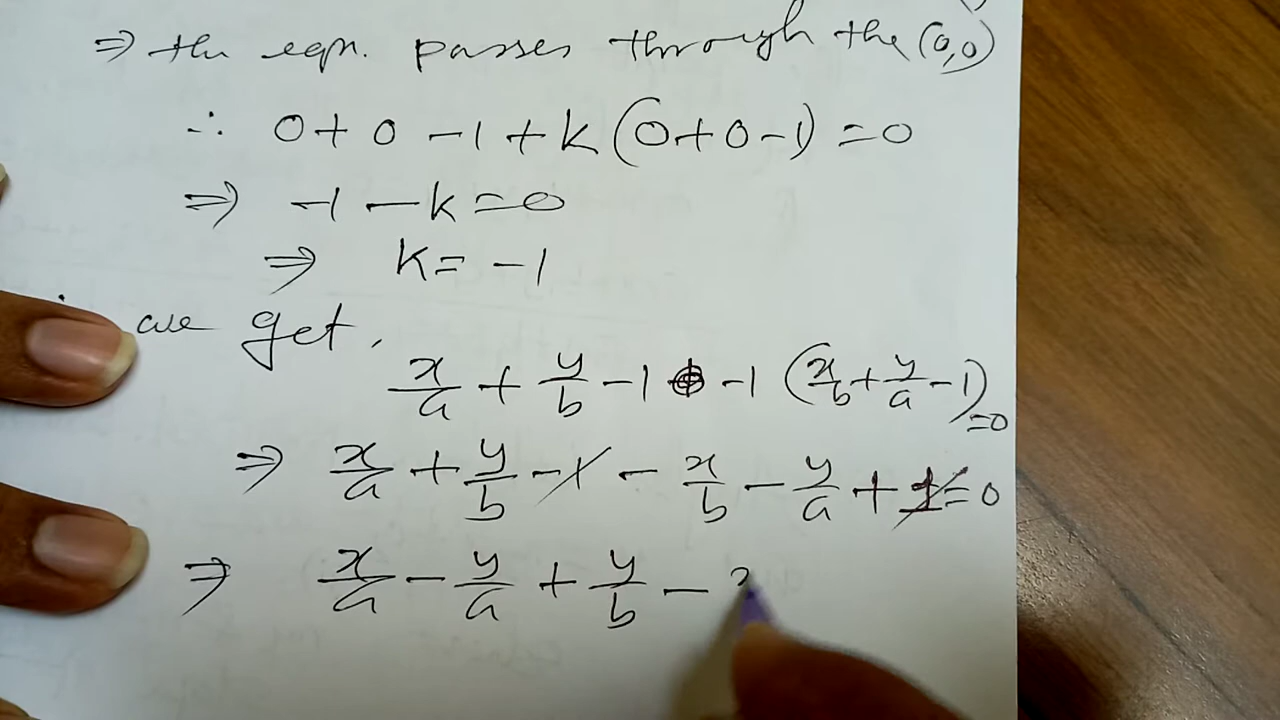 ⇒ the eqn. passes through the (0,0)
∴ 0 + 0 - 1 + k (0 + 0 - 1) = 0
⇒ -1 - k = 0
⇒ k = -1
we get,
x/a + y/b - 1 - 1 (x/b + y/a - 1) = 0
⇒ x/a + y/b - 1 - x/b - y/a + 1 = 0
⇒ x/a - y/a + y/b -